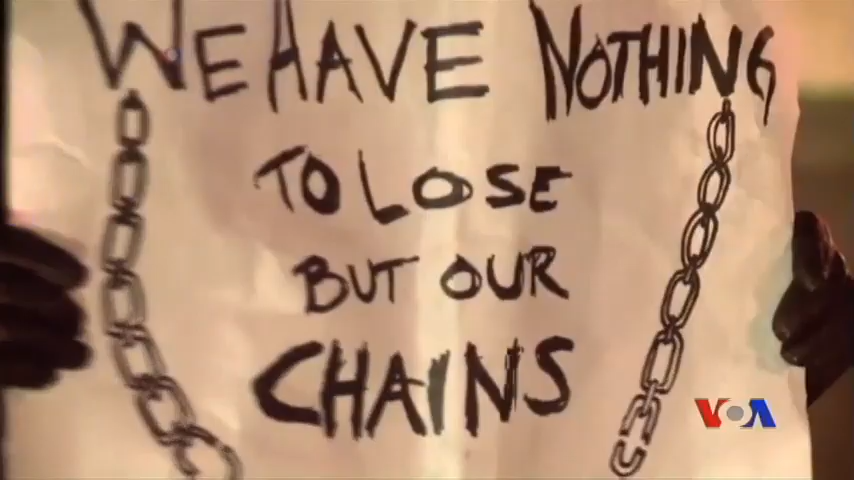 WE HAVE NOTHING
TO LOSE
BUT OUR
CHAINS
VOA